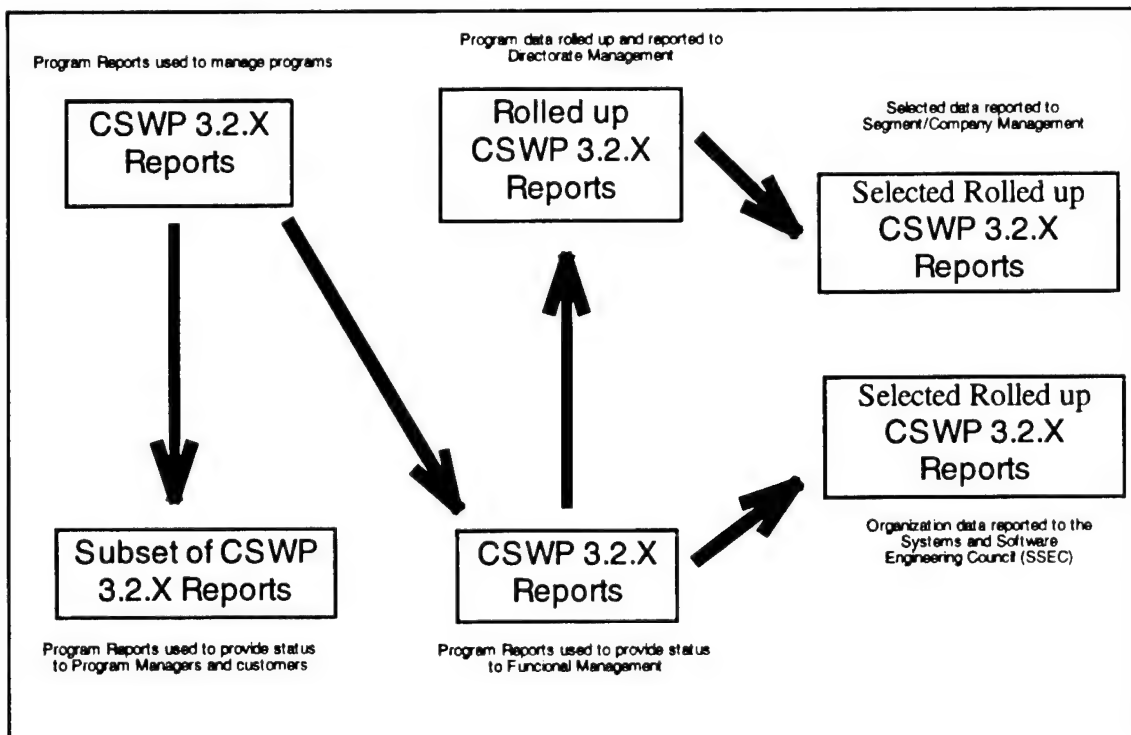 Program Reports used to manage programs
CSWP 3.2.X
Reports
Program data rolled up and reported to
Directorate Management
Rolled up
CSWP 3.2.X
Reports
Selected data reported to
Segment/Company Management
Selected Rolled up
CSWP 3.2.X
Reports
Subset of CSWP
3.2.X Reports
Program Reports used to provide status
to Program Managers and customers
CSWP 3.2.X
Reports
Program Reports used to provide status
to Funcional Management
Selected Rolled up
CSWP 3.2.X
Reports
Organization data reported to the
Systems and Software
Engineering Council (SSEC)